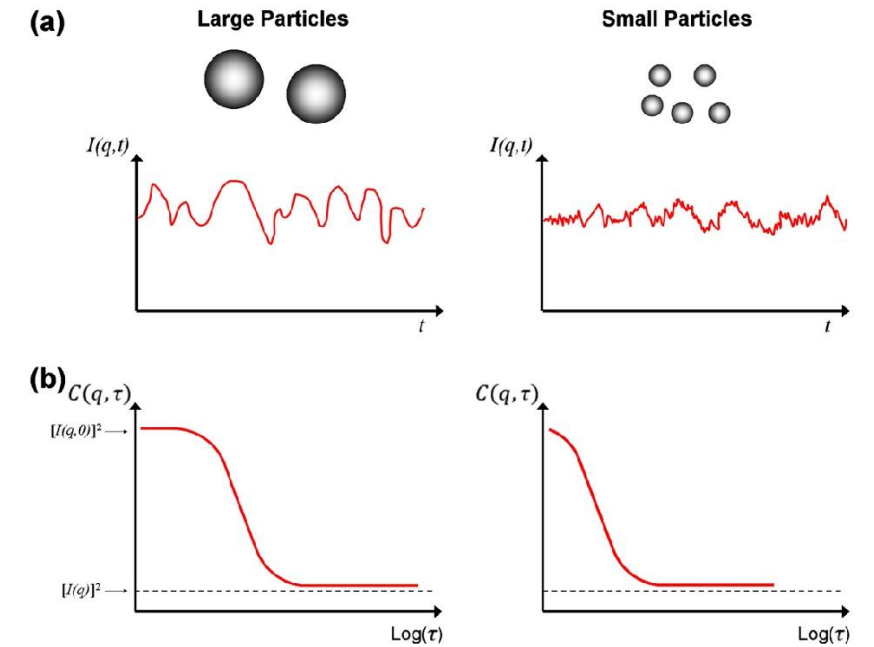 (a)
Large Particles
Small Particles
I(q,t)
I(q,t)
t
t
(b)
C(q,τ)
C(q,τ)
[I(q,0)]²
[I(q)]²
Log(τ)
Log(τ)